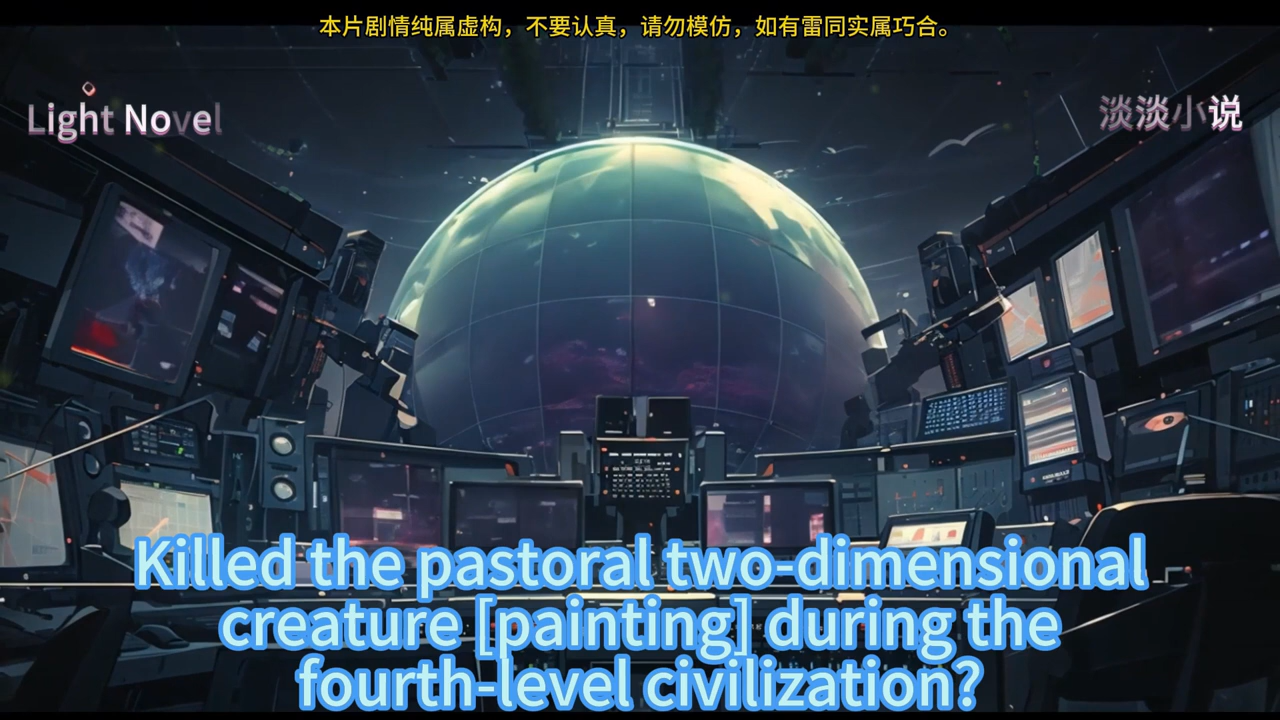 本片剧情纯属虚构，不要认真，请勿模仿，如有雷同实属巧合。
Light Novel
淡淡小说
Killed the pastoral two-dimensional
creature [painting] during the
fourth-level civilization?